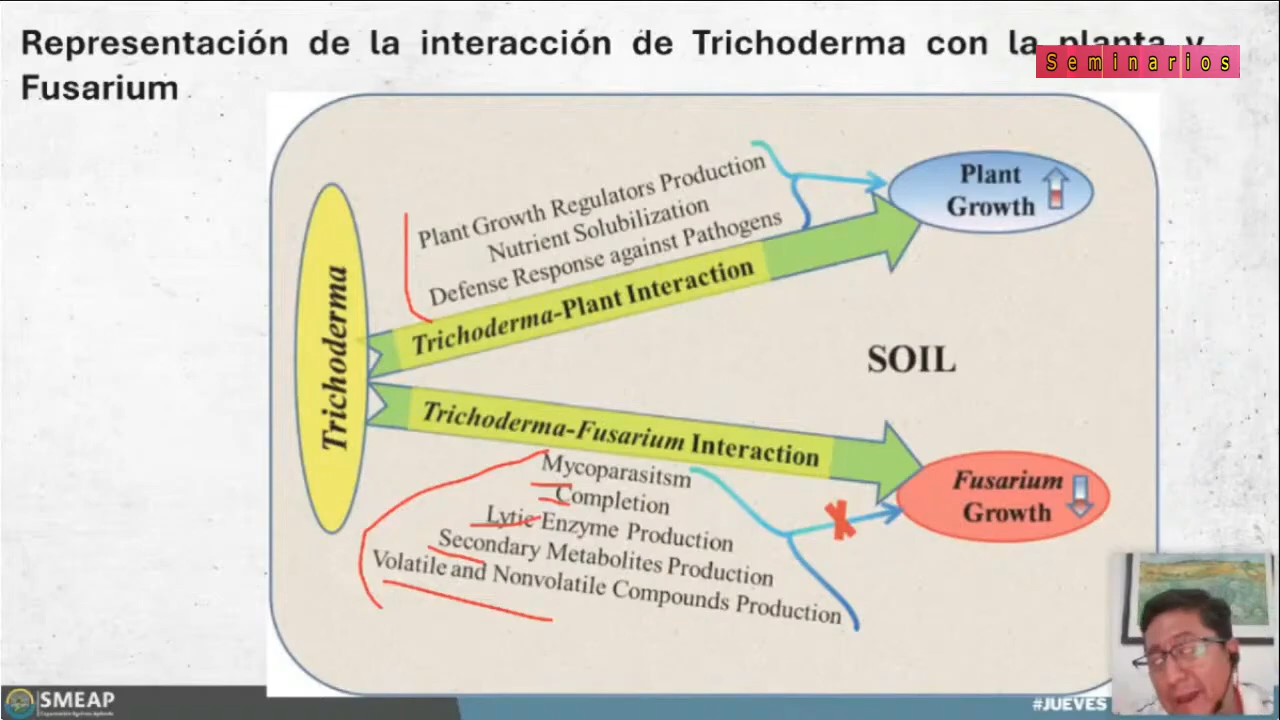 Representación de la interacción de Trichoderma con la planta y
Fusarium
Seminarios
Plant Growth Regulators Production
Nutrient Solubilization
Defense Response against Pathogens
Trichoderma-Plant Interaction
Plant
Growth
Trichoderma
SOIL
Trichoderma-Fusarium Interaction
Mycoparasitsm
Completion
Lytic Enzyme Production
Secondary Metabolites Production
Volatile and Nonvolatile Compounds Production
Fusarium
Growth
SMEAP
#JUEVES